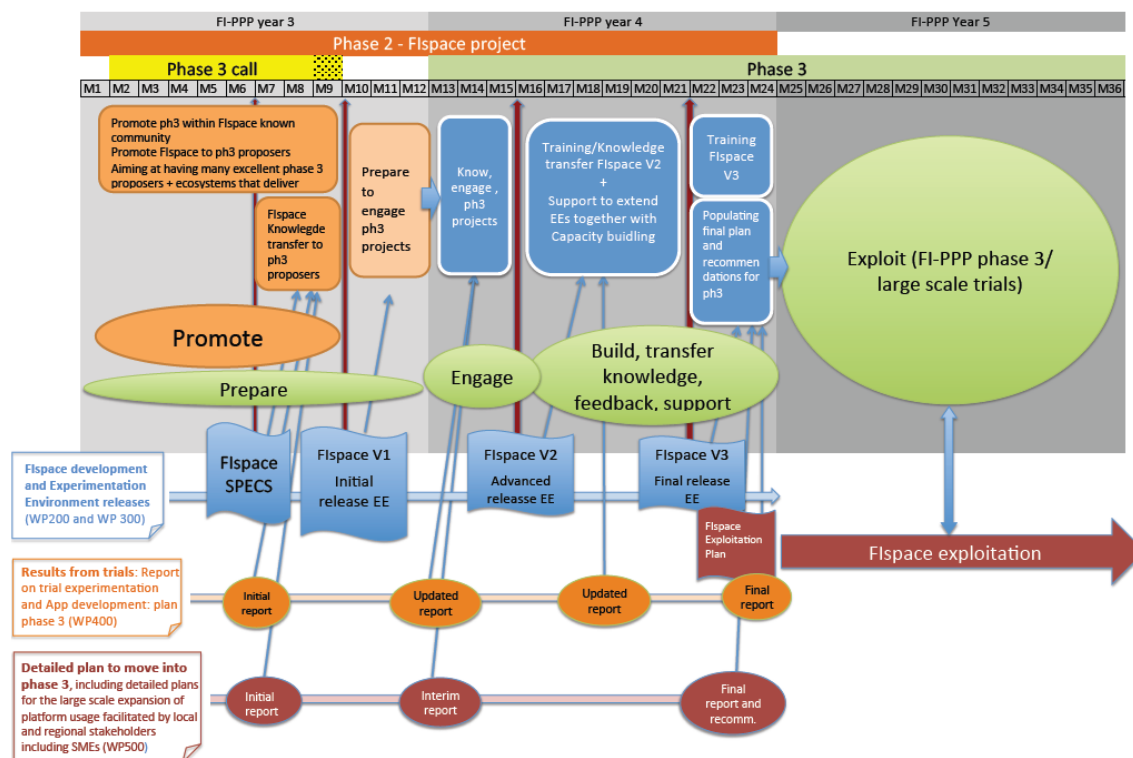 FI-PPP year 3
FI-PPP year 4
FI-PPP Year 5
Phase 2 - FIspace project
Phase 3 call
Phase 3
M1 M2 M3 M4 M5 M6 M7 M8 M9 M10 M11 M12 M13 M14 M15 M16 M17 M18 M19 M20 M21 M22 M23 M24 M25 M26 M27 M28 M29 M30 M31 M32 M33 M34 M35 M36
Promote ph3 within FIspace known
community
Promote FIspace to ph3 proposers
Aiming at having many excellent phase 3
proposers + ecosystems that deliver
FIspace
Knowlegde
transfer to
ph3
proposers
Prepare
to
engage
ph3
projects
Know,
engage ,
ph3
projects
Training/Knowledge
transfer FIspace V2
+
Support to extend
EEs together with
Capacity buidling
Training
FIspace
V3
Populating
final plan
and
recommen
dations for
ph3
Exploit (FI-PPP phase 3/
large scale trials)
Promote
Prepare
Engage
Build, transfer
knowledge,
feedback, support
FIspace
SPECS
FIspace V1
Initial
release EE
FIspace V2
Advanced
releasse EE
FIspace V3
Final release
EE
FIspace
Exploitation
Plan
FIspace exploitation
FIspace development
and Experimentation
Environment releases
(WP200 and WP 300)
Results from trials: Report
on trial experimentation
and App development: plan
phase 3 (WP400)
Initial
report
Updated
report
Updated
report
Final
report
Detailed plan to move into
phase 3, including detailed plans
for the large scale expansion of
platform usage facilitated by local
and regional stakeholders
including SMEs (WP500)
Initial
report
Interim
report
Final
report and
recomm.